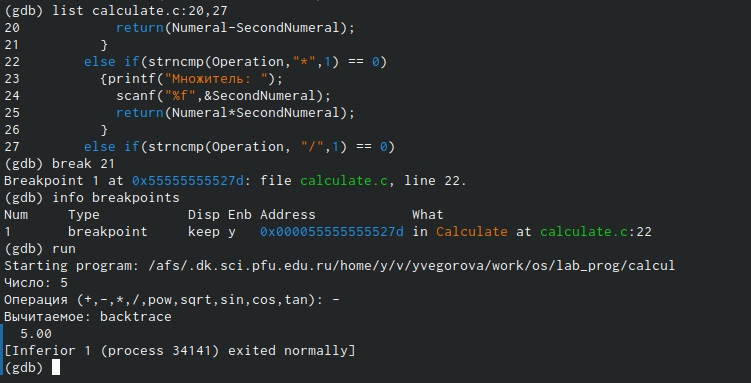 (gdb) list calculate.c:20,27
20            return(Numeral-SecondNumeral);
21          }
22        else if(strncmp(Operation,"*",1) == 0)
23          {printf("Множитель: ");
24            scanf("%f",&SecondNumeral);
25            return(Numeral*SecondNumeral);
26          }
27        else if(strncmp(Operation, "/",1) == 0)
(gdb) break 21
Breakpoint 1 at 0x55555555527d: file calculate.c, line 22.
(gdb) info breakpoints
Num     Type           Disp Enb Address            What
1       breakpoint     keep y   0x000055555555527d in Calculate at calculate.c:22
(gdb) run
Starting program: /afs/.dk.sci.pfu.edu.ru/home/y/v/yvegorova/work/os/lab_prog/calcul
Число: 5
Операция (+,-,*,/,pow,sqrt,sin,cos,tan): -
Вычитаемое: backtrace
  5.00
[Inferior 1 (process 34141) exited normally]
(gdb)